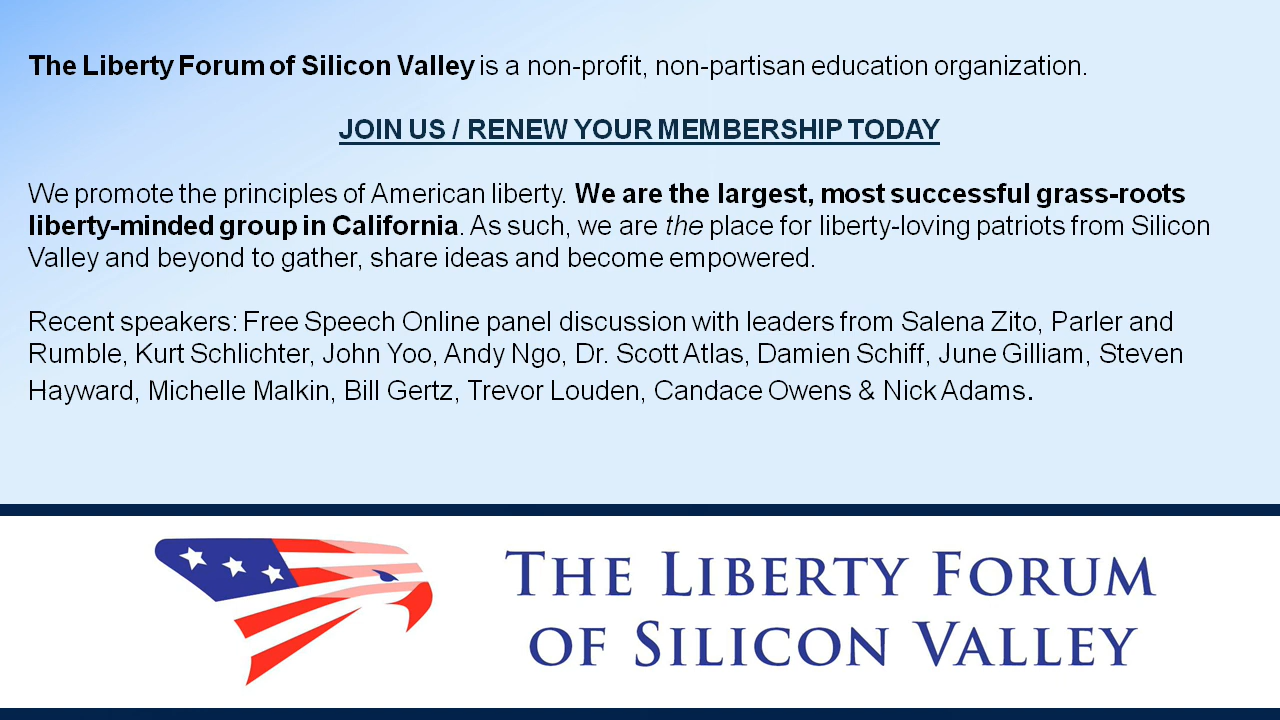 The Liberty Forum of Silicon Valley is a non-profit, non-partisan education organization.
JOIN US / RENEW YOUR MEMBERSHIP TODAY
We promote the principles of American liberty. We are the largest, most successful grass-roots
liberty-minded group in California. As such, we are the place for liberty-loving patriots from Silicon
Valley and beyond to gather, share ideas and become empowered.
Recent speakers: Free Speech Online panel discussion with leaders from Salena Zito, Parler and
Rumble, Kurt Schlichter, John Yoo, Andy Ngo, Dr. Scott Atlas, Damien Schiff, June Gilliam, Steven
Hayward, Michelle Malkin, Bill Gertz, Trevor Louden, Candace Owens & Nick Adams.
THE LIBERTY FORUM
OF SILICON VALLEY